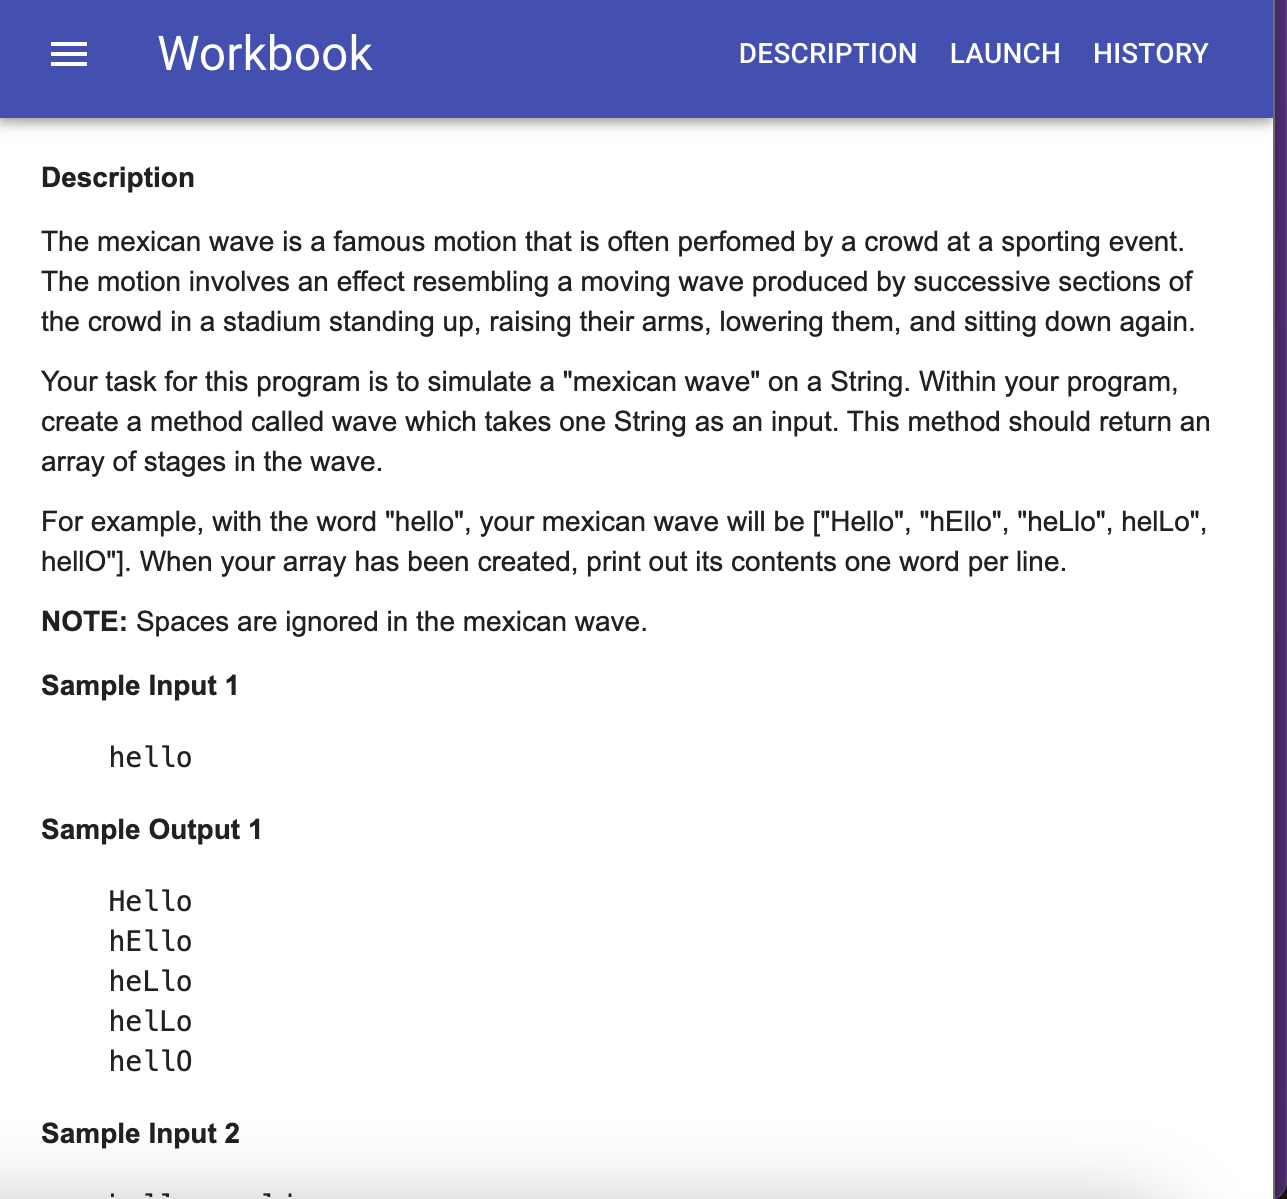 Workbook
DESCRIPTION LAUNCH HISTORY
Description
The mexican wave is a famous motion that is often perfomed by a crowd at a sporting event.
The motion involves an effect resembling a moving wave produced by successive sections of
the crowd in a stadium standing up, raising their arms, lowering them, and sitting down again.
Your task for this program is to simulate a "mexican wave" on a String. Within your program,
create a method called wave which takes one String as an input. This method should return an
array of stages in the wave.
For example, with the word "hello", your mexican wave will be ["Hello", "hEllo", "heLlo", helLo",
hellO"]. When your array has been created, print out its contents one word per line.
NOTE: Spaces are ignored in the mexican wave.
Sample Input 1
hello
Sample Output 1
Hello
hEllo
heLlo
helLo
hellO
Sample Input 2